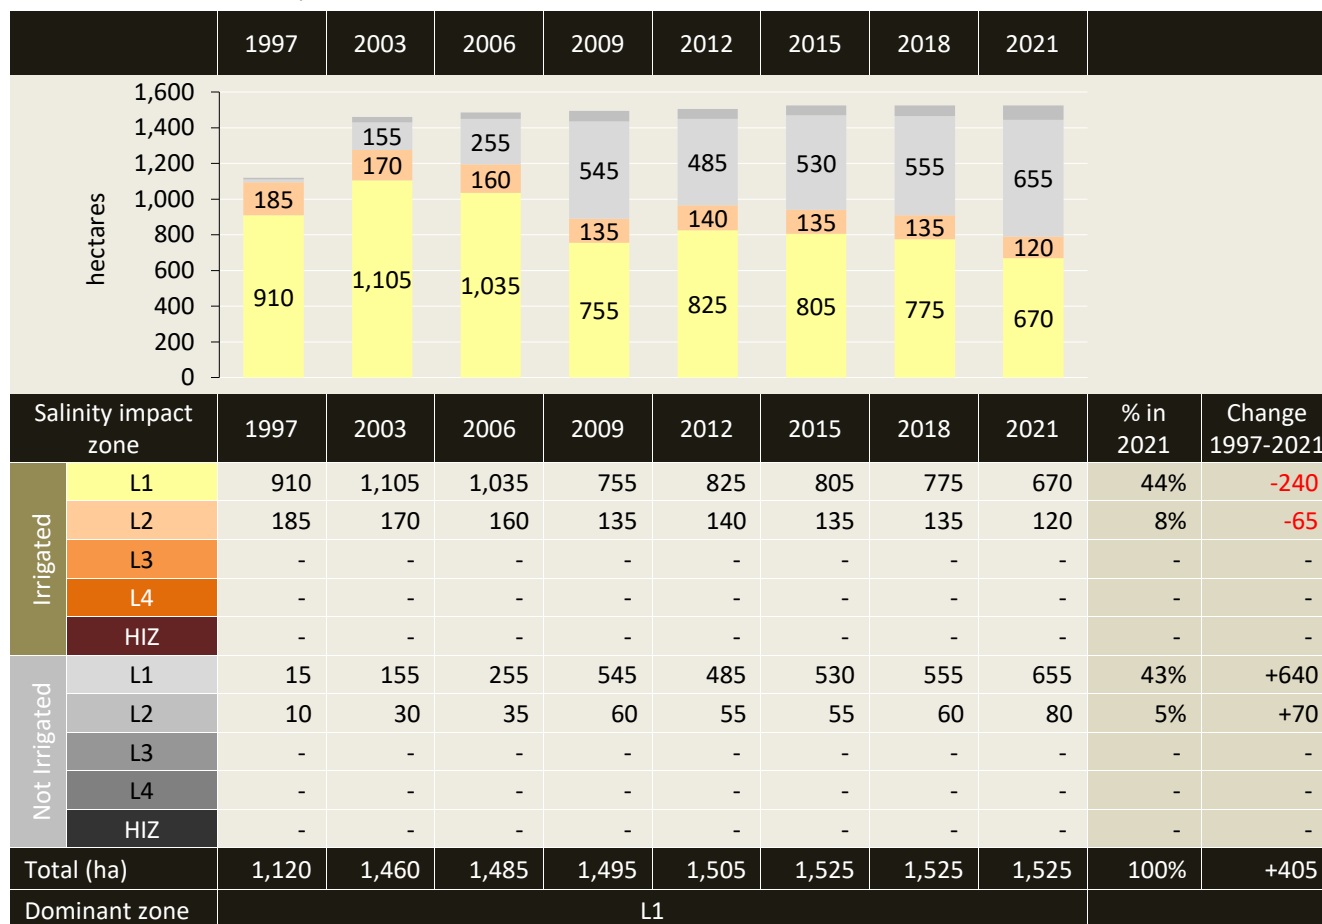 1997 2003 2006 2009 2012 2015 2018 2021
1,600
1,400
1,200
1,000
800
600
400
200
0
hectares
155 255 545 485 530 555 655
185 170 160 135 140 135 135 120
910 1,105 1,035 755 825 805 775 670
Salinity impact zone 1997 2003 2006 2009 2012 2015 2018 2021 % in 2021 Change 1997-2021
Irrigated
L1 910 1,105 1,035 755 825 805 775 670 44% -240
L2 185 170 160 135 140 135 135 120 8% -65
L3 - - - - - - - - - -
L4 - - - - - - - - - -
HIZ - - - - - - - - - -
Not Irrigated
L1 15 155 255 545 485 530 555 655 43% +640
L2 10 30 35 60 55 55 60 80 5% +70
L3 - - - - - - - - - -
L4 - - - - - - - - - -
HIZ - - - - - - - - - -
Total (ha) 1,120 1,460 1,485 1,495 1,505 1,525 1,525 1,525 100% +405
Dominant zone L1